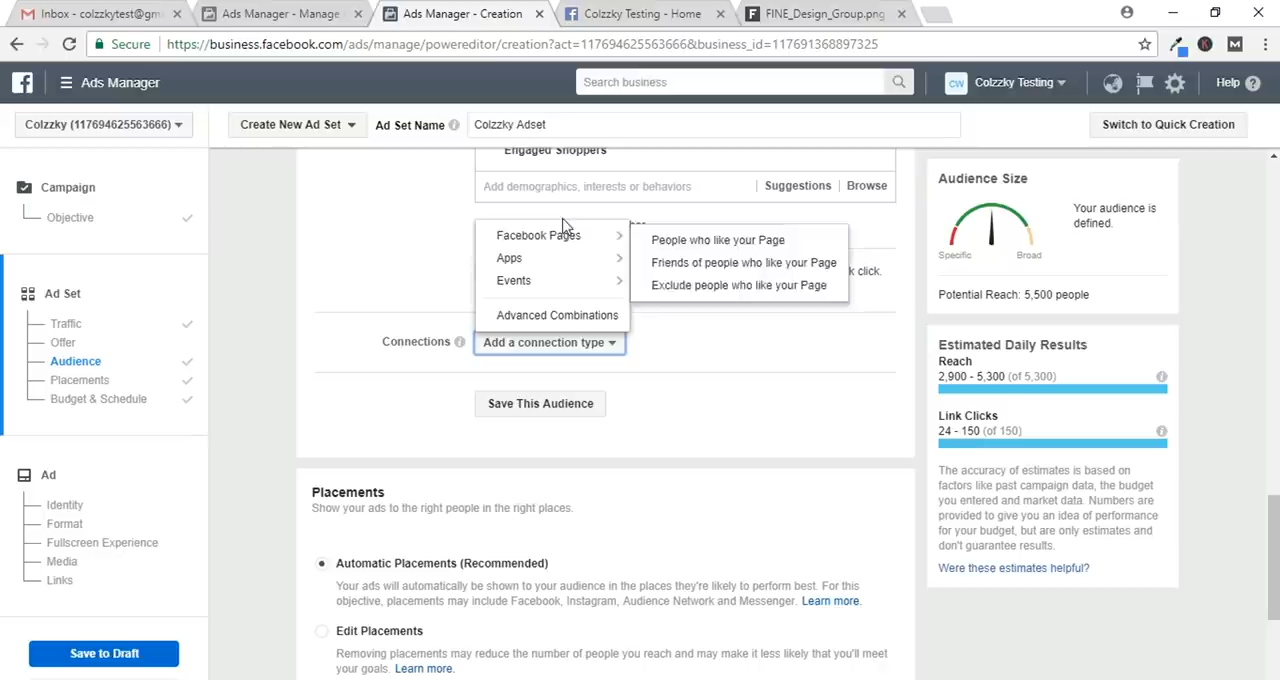 Inbox - colzzkytest@gm
Ads Manager - Manage
Ads Manager - Creation
Colzzky Testing - Home
FINE_Design_Group.png
Secure
https://business.facebook.com/ads/manage/powereditor/creation?act=117694625563666&business_id=117691368897325
Ads Manager
Search business
CW
Colzzky Testing
Help
Colzzky (117694625563666)
Create New Ad Set
Ad Set Name
Colzzky Adset
Switch to Quick Creation
Campaign
Objective
Ad Set
Traffic
Offer
Audience
Placements
Budget & Schedule
Ad
Identity
Format
Fullscreen Experience
Media
Links
Save to Draft
Engaged Shoppers
Add demographics, interests or behaviors
Suggestions
Browse
Facebook Pages
Apps
Events
Advanced Combinations
People who like your Page
Friends of people who like your Page
Exclude people who like your Page
k click.
Connections
Add a connection type
Save This Audience
Placements
Show your ads to the right people in the right places.
Automatic Placements (Recommended)
Your ads will automatically be shown to your audience in the places they're likely to perform best. For this
objective, placements may include Facebook, Instagram, Audience Network and Messenger. Learn more.
Edit Placements
Removing placements may reduce the number of people you reach and may make it less likely that you'll meet
your goals. Learn more.
Audience Size
Your audience is
defined.
Specific
Broad
Potential Reach: 5,500 people
Estimated Daily Results
Reach
2,900 - 5,300 (of 5,300)
Link Clicks
24 - 150 (of 150)
The accuracy of estimates is based on
factors like past campaign data, the budget
you entered and market data. Numbers are
provided to give you an idea of performance
for your budget, but are only estimates and
don't guarantee results.
Were these estimates helpful?